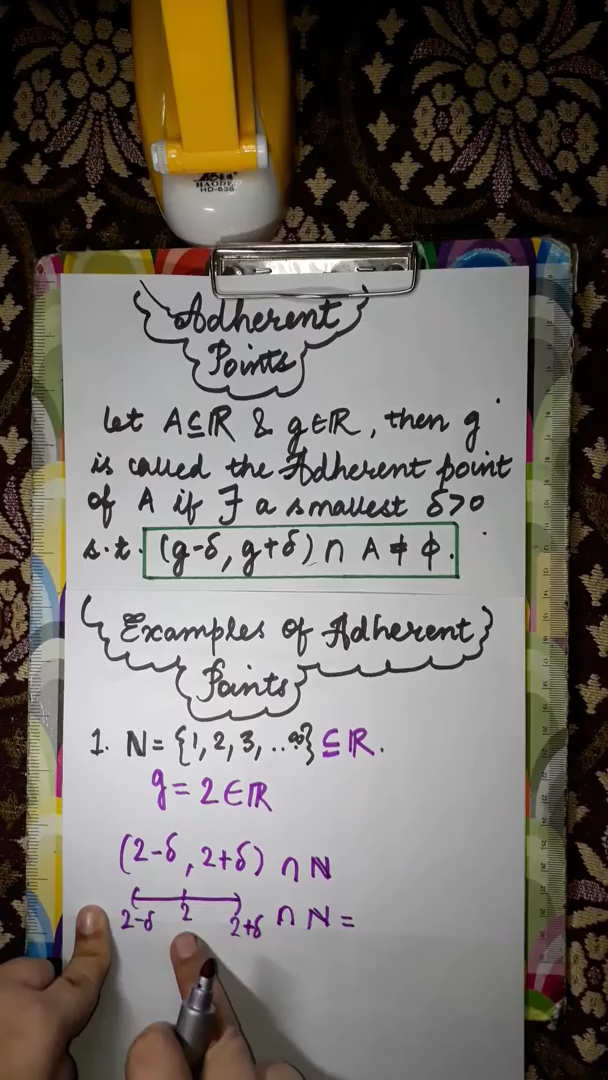 HAODE
HD-636
Adherent
Points
Let A⊆ℝ & g∈ℝ, then g
is called the Adherent point
of A if ∃ a smallest δ>0
s.t. (g-δ, g+δ) ∩ A ≠ ϕ.
Examples of Adherent
Points
1. N = {1, 2, 3, ..∞} ⊆ ℝ.
g = 2 ∈ ℝ
(2-δ, 2+δ) ∩ N
2-δ 2 2+δ ∩ N =